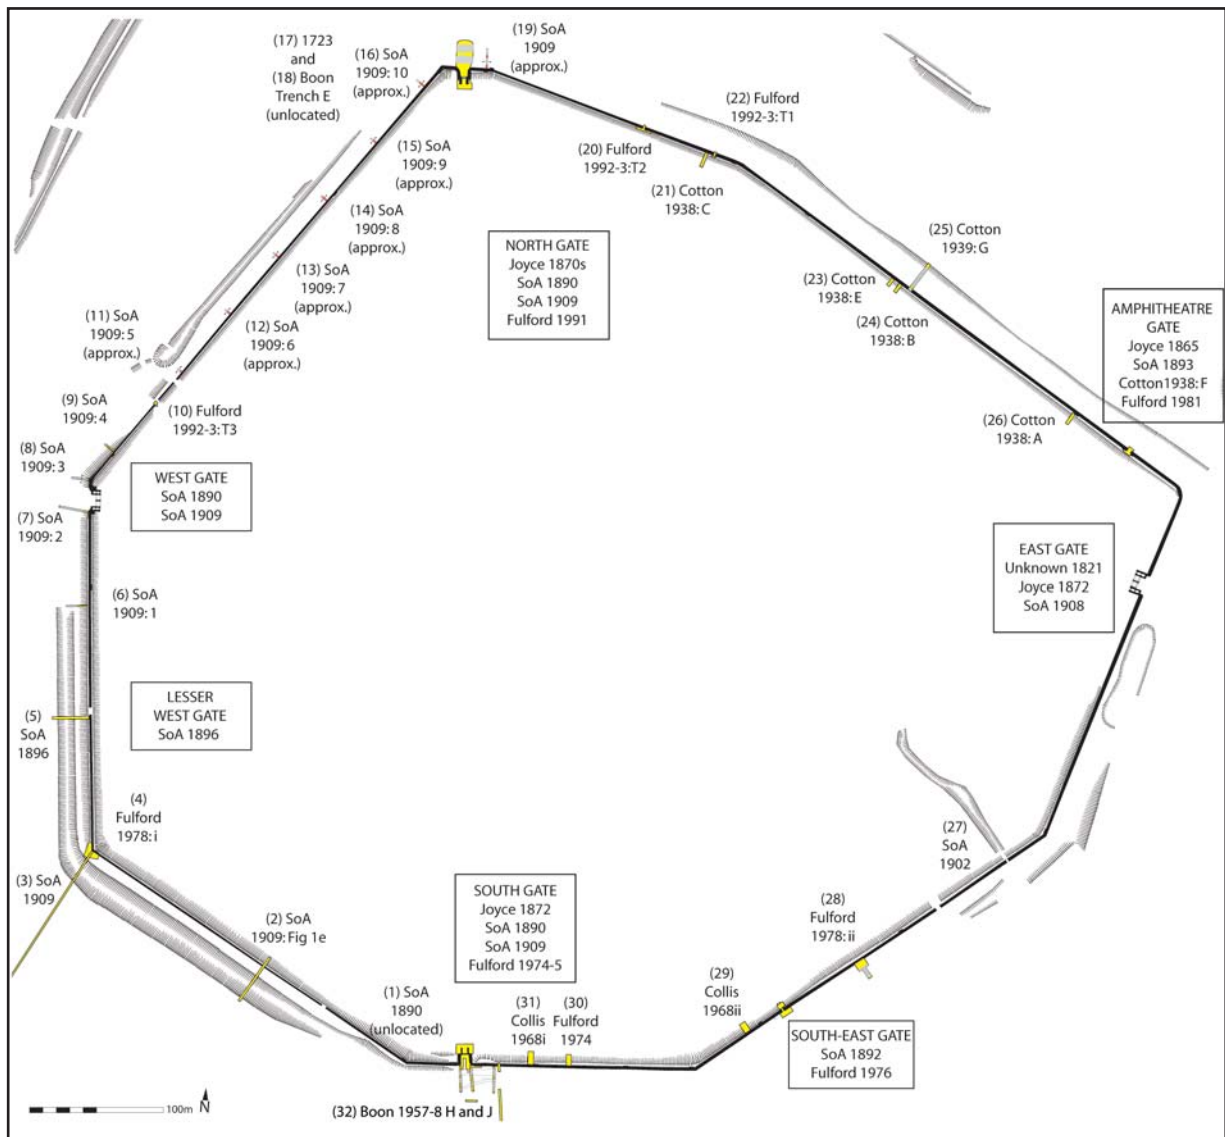 (17) 1723
and
(18) Boon
Trench E
(unlocated)
(16) SoA
1909: 10
(approx.)
(19) SoA
1909
(approx.)
(15) SoA
1909: 9
(approx.)
(14) SoA
1909: 8
(approx.)
(13) SoA
1909: 7
(approx.)
(12) SoA
1909: 6
(approx.)
(11) SoA
1909: 5
(approx.)
(20) Fulford
1992-3: T2
(21) Cotton
1938: C
(22) Fulford
1992-3: T1
(23) Cotton
1938: E
(24) Cotton
1938: B
(25) Cotton
1939: G
(26) Cotton
1938: A
NORTH GATE
Joyce 1870s
SoA 1890
SoA 1909
Fulford 1991
AMPHITHEATRE
GATE
Joyce 1865
SoA 1893
Cotton1938: F
Fulford 1981
(9) SoA
1909: 4
(10) Fulford
1992-3: T3
(8) SoA
1909: 3
WEST GATE
SoA 1890
SoA 1909
(7) SoA
1909: 2
(6) SoA
1909: 1
EAST GATE
Unknown 1821
Joyce 1872
SoA 1908
LESSER
WEST GATE
SoA 1896
(5)
SoA
1896
(4)
Fulford
1978: i
(3) SoA
1909
(2) SoA
1909: Fig 1e
(1) SoA
1890
(unlocated)
SOUTH GATE
Joyce 1872
SoA 1890
SoA 1909
Fulford 1974-5
(31)
Collis
1968i
(30)
Fulford
1974
(29)
Collis
1968ii
(28)
Fulford
1978: ii
(27)
SoA
1902
SOUTH-EAST GATE
SoA 1892
Fulford 1976
(32) Boon 1957-8 H and J
100m
N